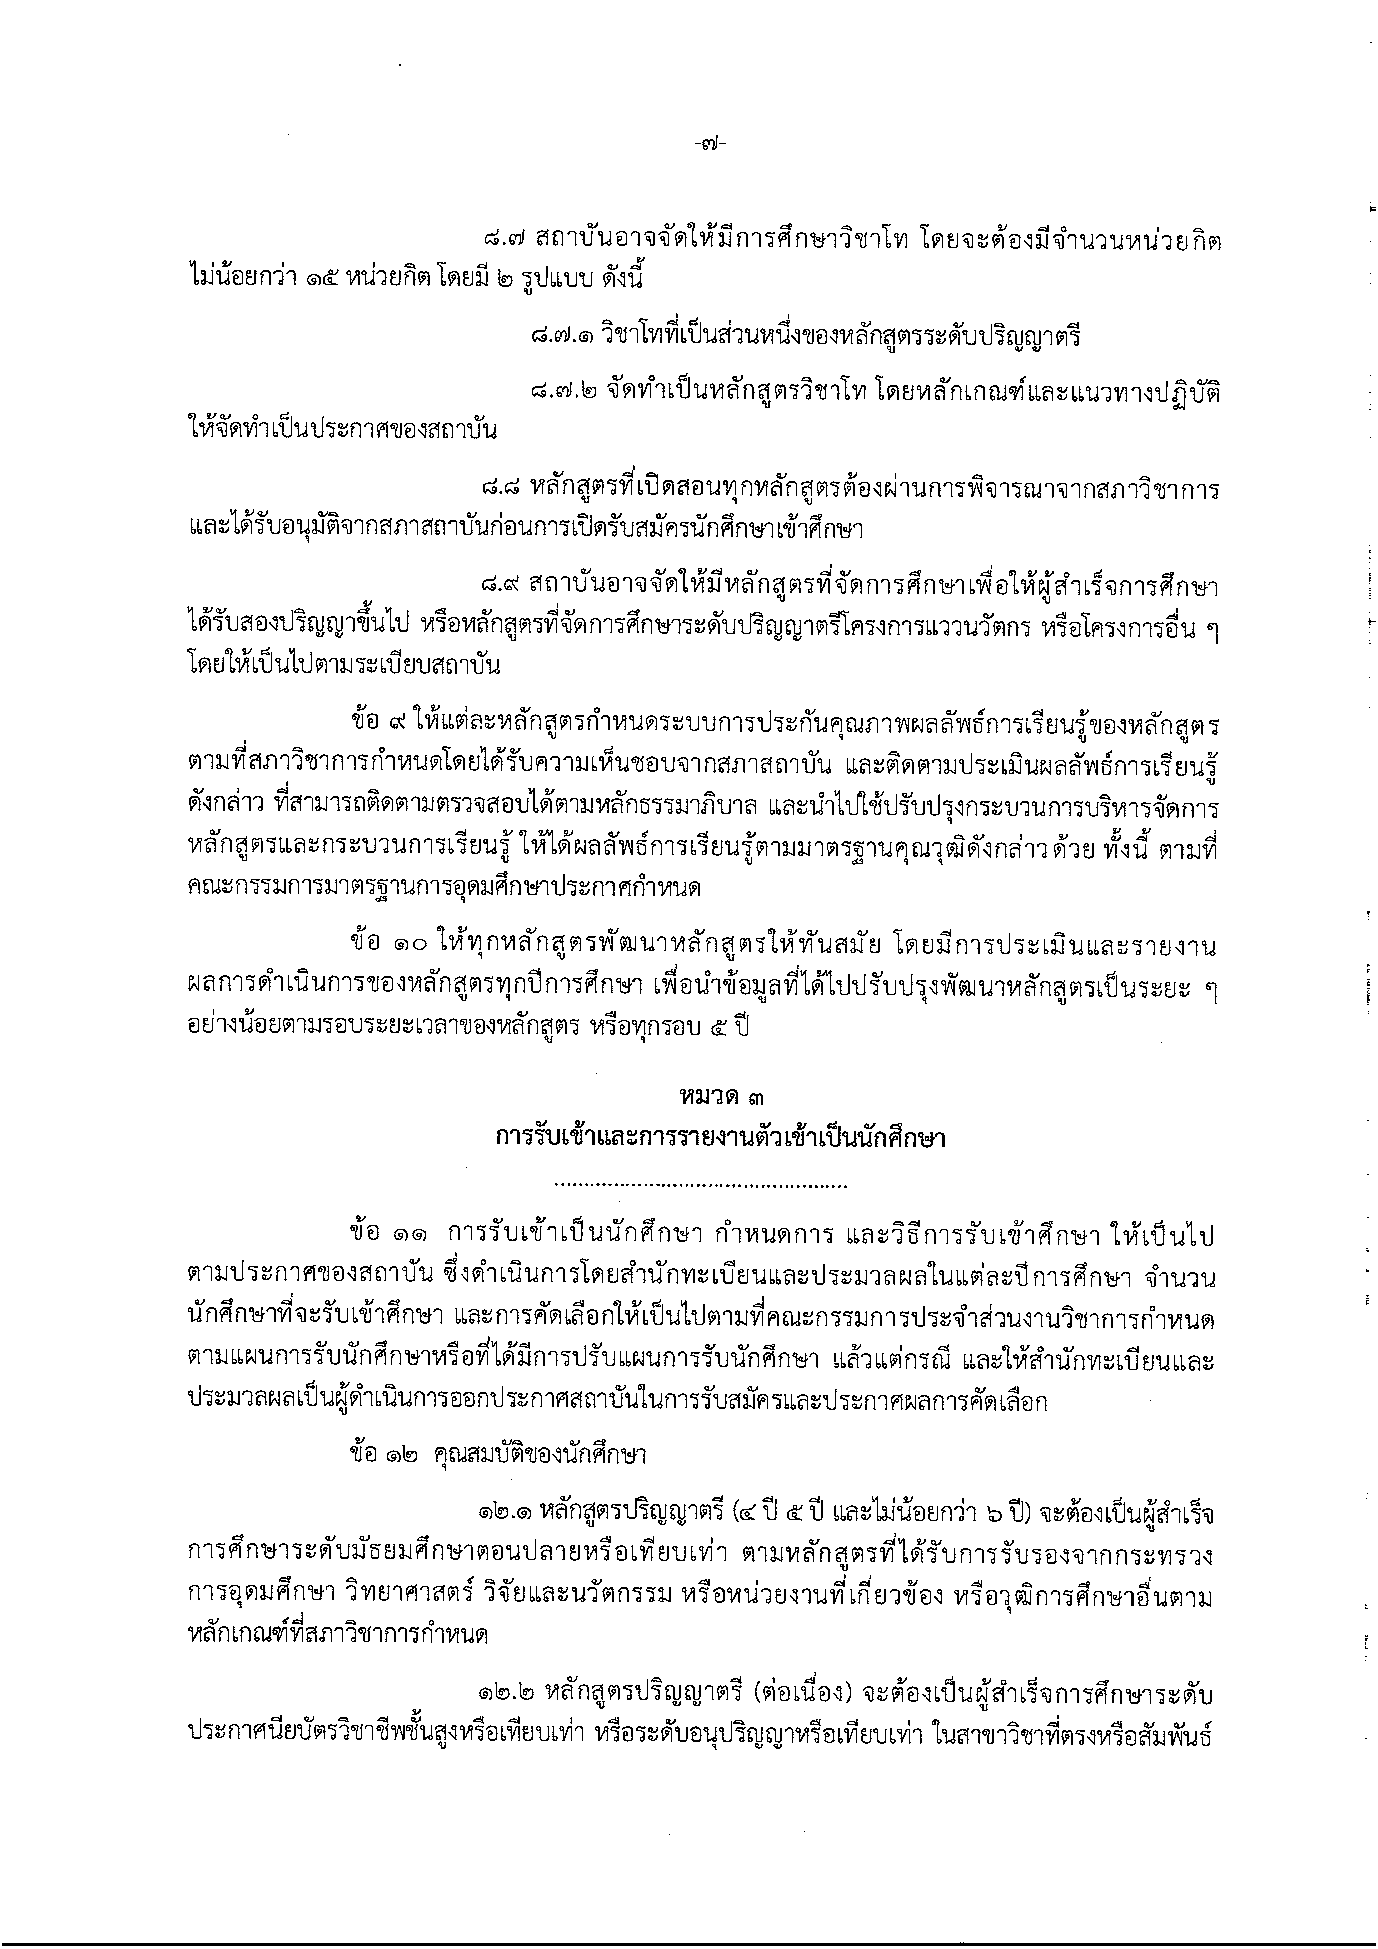 -๗-
๘.๗ สถาบันอาจจัดให้มีการศึกษาวิชาโท โดยจะต้องมีจำนวนหน่วยกิต
ไม่น้อยกว่า ๑๕ หน่วยกิต โดยมี ๒ รูปแบบ ดังนี้
๘.๗.๑ วิชาโทที่เป็นส่วนหนึ่งของหลักสูตรระดับปริญญาตรี
๘.๗.๒ จัดทำเป็นหลักสูตรวิชาโท โดยหลักเกณฑ์และแนวทางปฏิบัติ
ให้จัดทำเป็นประกาศของสถาบัน
๘.๘ หลักสูตรที่เปิดสอนทุกหลักสูตรต้องผ่านการพิจารณาจากสภาวิชาการ
และได้รับอนุมัติจากสภาสถาบันก่อนการเปิดรับสมัครนักศึกษาเข้าศึกษา
๘.๙ สถาบันอาจจัดให้มีหลักสูตรที่จัดการศึกษาเพื่อให้ผู้สำเร็จการศึกษา
ได้รับสองปริญญาขึ้นไป หรือหลักสูตรที่จัดการศึกษาระดับปริญญาตรีโครงการแววนวัตกร หรือโครงการอื่น ๆ
โดยให้เป็นไปตามระเบียบสถาบัน
ข้อ ๙ ให้แต่ละหลักสูตรกำหนดระบบการประกันคุณภาพผลลัพธ์การเรียนรู้ของหลักสูตร
ตามที่สภาวิชาการกำหนดโดยได้รับความเห็นชอบจากสภาสถาบัน และติดตามประเมินผลลัพธ์การเรียนรู้
ดังกล่าว ที่สามารถติดตามตรวจสอบได้ตามหลักธรรมาภิบาล และนำไปใช้ปรับปรุงกระบวนการบริหารจัดการ
หลักสูตรและกระบวนการเรียนรู้ ให้ได้ผลลัพธ์การเรียนรู้ตามมาตรฐานคุณวุฒิดังกล่าวด้วย ทั้งนี้ ตามที่
คณะกรรมการมาตรฐานการอุดมศึกษาประกาศกำหนด
ข้อ ๑๐ ให้ทุกหลักสูตรพัฒนาหลักสูตรให้ทันสมัย โดยมีการประเมินและรายงาน
ผลการดำเนินการของหลักสูตรทุกปีการศึกษา เพื่อนำข้อมูลที่ได้ไปปรับปรุงพัฒนาหลักสูตรเป็นระยะ ๆ
อย่างน้อยตามรอบระยะเวลาของหลักสูตร หรือทุกรอบ ๕ ปี
หมวด ๓
การรับเข้าและการรายงานตัวเข้าเป็นนักศึกษา
..................................................
ข้อ ๑๑ การรับเข้าเป็นนักศึกษา กำหนดการ และวิธีการรับเข้าศึกษา ให้เป็นไป
ตามประกาศของสถาบัน ซึ่งดำเนินการโดยสำนักทะเบียนและประมวลผลในแต่ละปีการศึกษา จำนวน
นักศึกษาที่จะรับเข้าศึกษา และการคัดเลือกให้เป็นไปตามที่คณะกรรมการประจำส่วนงานวิชาการกำหนด
ตามแผนการรับนักศึกษาหรือที่ได้มีการปรับแผนการรับนักศึกษา แล้วแต่กรณี และให้สำนักทะเบียนและ
ประมวลผลเป็นผู้ดำเนินการออกประกาศสถาบันในการรับสมัครและประกาศผลการคัดเลือก
ข้อ ๑๒ คุณสมบัติของนักศึกษา
๑๒.๑ หลักสูตรปริญญาตรี (๔ ปี ๕ ปี และไม่น้อยกว่า ๖ ปี) จะต้องเป็นผู้สำเร็จ
การศึกษาระดับมัธยมศึกษาตอนปลายหรือเทียบเท่า ตามหลักสูตรที่ได้รับการรับรองจากกระทรวง
การอุดมศึกษา วิทยาศาสตร์ วิจัยและนวัตกรรม หรือหน่วยงานที่เกี่ยวข้อง หรือวุฒิการศึกษาอื่นตาม
หลักเกณฑ์ที่สภาวิชาการกำหนด
๑๒.๒ หลักสูตรปริญญาตรี (ต่อเนื่อง) จะต้องเป็นผู้สำเร็จการศึกษาระดับ
ประกาศนียบัตรวิชาชีพชั้นสูงหรือเทียบเท่า หรือระดับอนุปริญญาหรือเทียบเท่า ในสาขาวิชาที่ตรงหรือสัมพันธ์